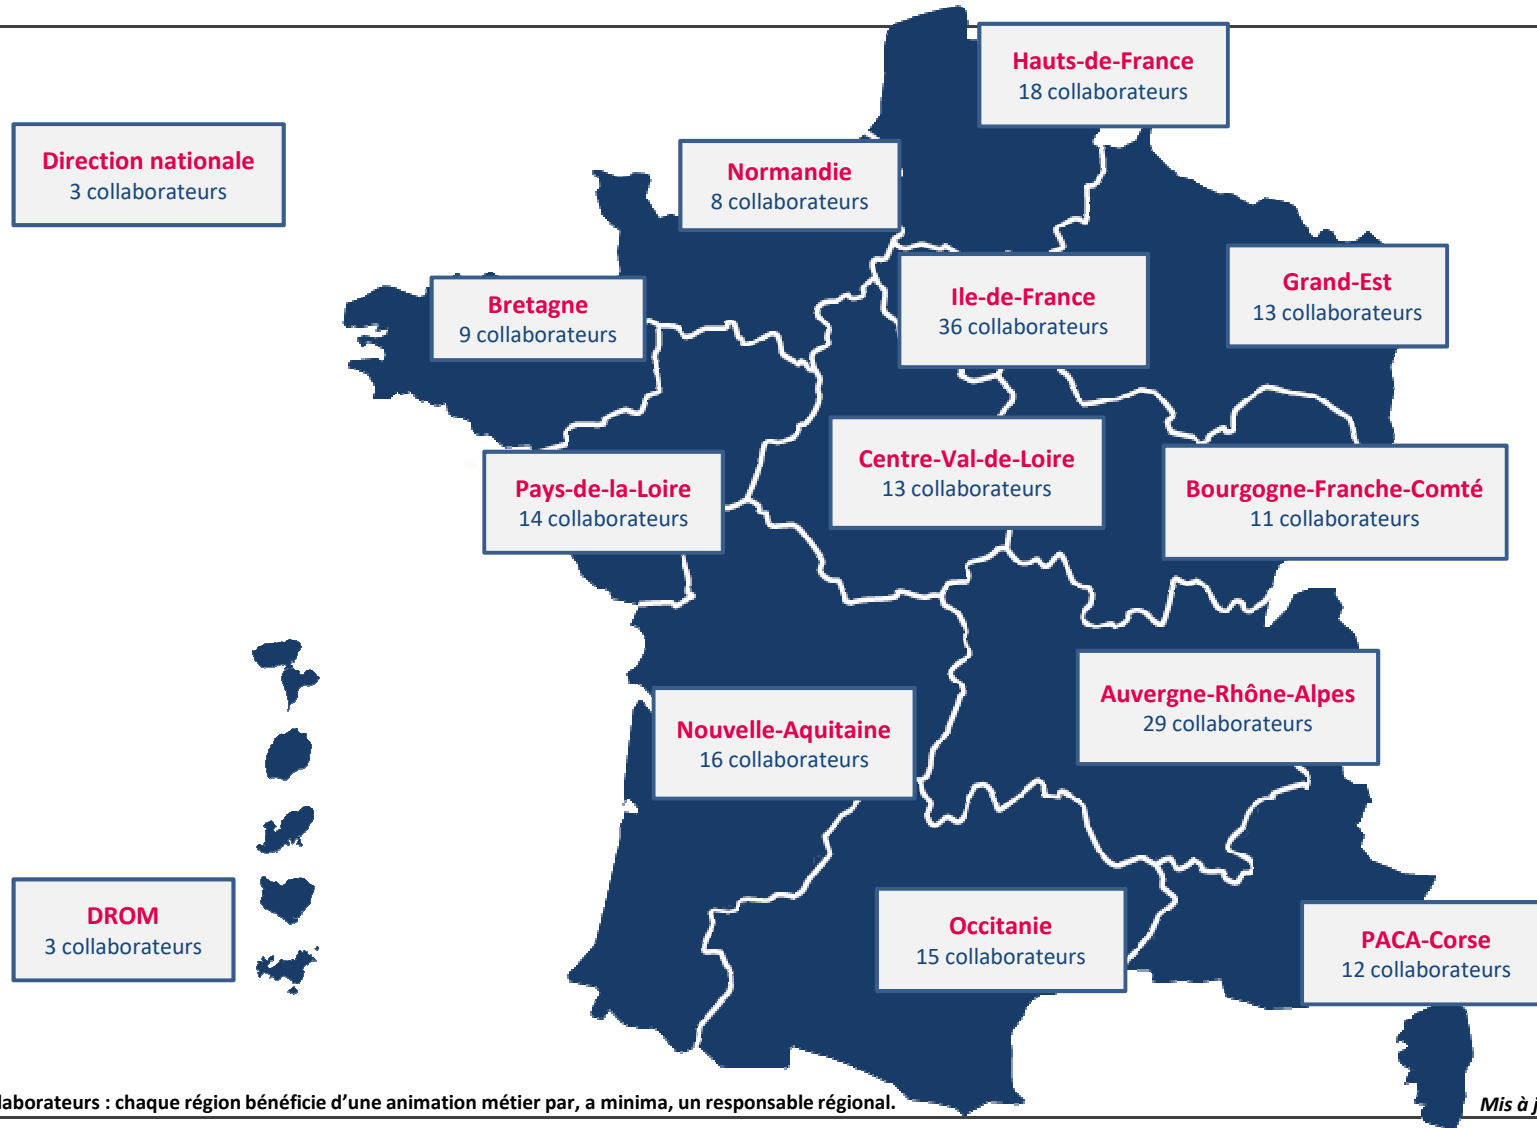 Hauts-de-France
18 collaborateurs
Direction nationale
3 collaborateurs
Normandie
8 collaborateurs
Bretagne
9 collaborateurs
Ile-de-France
36 collaborateurs
Grand-Est
13 collaborateurs
Pays-de-la-Loire
14 collaborateurs
Centre-Val-de-Loire
13 collaborateurs
Bourgogne-Franche-Comté
11 collaborateurs
Nouvelle-Aquitaine
16 collaborateurs
Auvergne-Rhône-Alpes
29 collaborateurs
DROM
3 collaborateurs
Occitanie
15 collaborateurs
PACA-Corse
12 collaborateurs
laborateurs : chaque région bénéficie d’une animation métier par, a minima, un responsable régional.
Mis à j